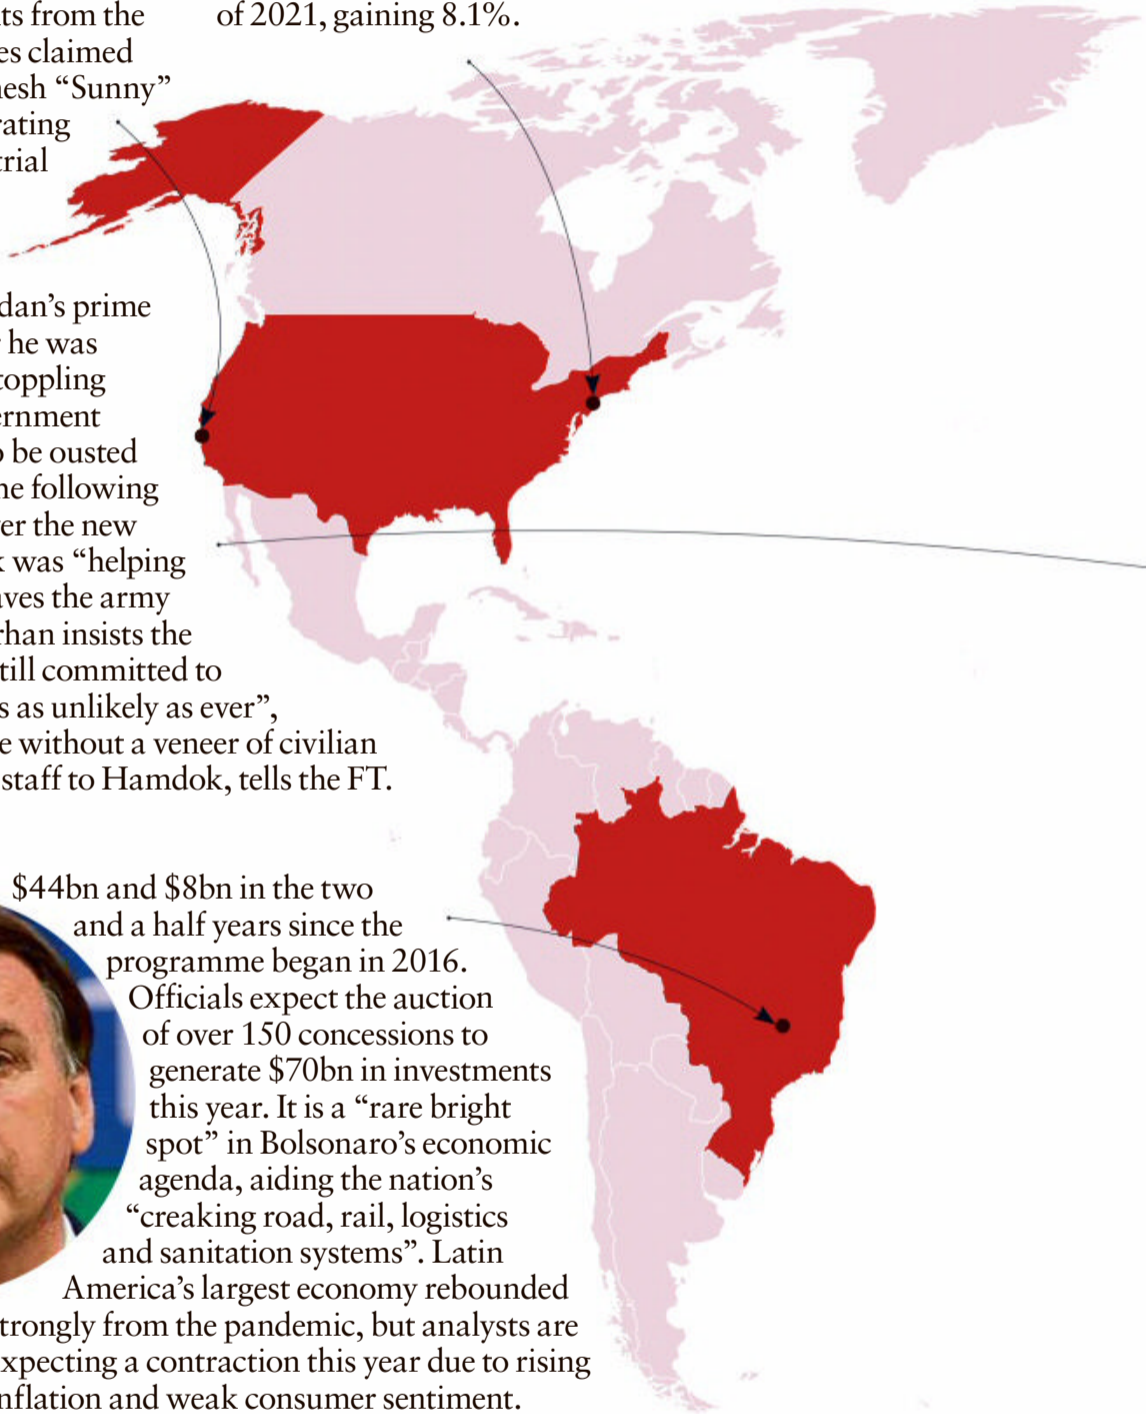 ts from the
es claimed
nesh “Sunny”
rating
trial
of 2021, gaining 8.1%.
dan’s prime
he was
toppling
ernment
o be ousted
he following
er the new
k was “helping
aves the army
rhan insists the
till committed to
s as unlikely as ever”,
e without a veneer of civilian
staff to Hamdok, tells the FT.
$44bn and $8bn in the two
and a half years since the
programme began in 2016.
Officials expect the auction
of over 150 concessions to
generate $70bn in investments
this year. It is a “rare bright
spot” in Bolsonaro’s economic
agenda, aiding the nation’s
“creaking road, rail, logistics
and sanitation systems”. Latin
America’s largest economy rebounded
trongly from the pandemic, but analysts are
xpecting a contraction this year due to rising
nflation and weak consumer sentiment.